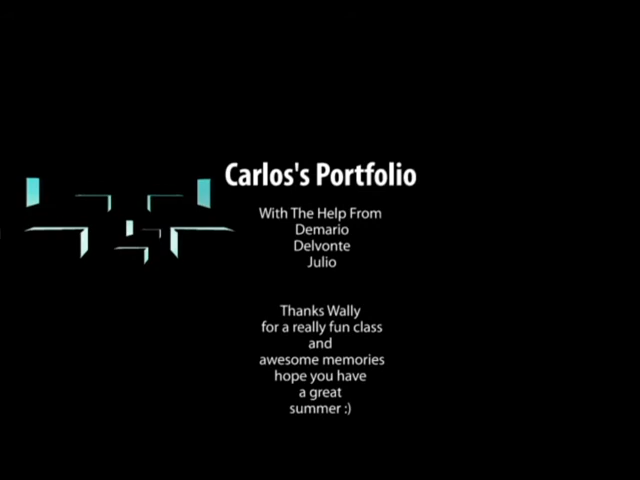 Carlos's Portfolio
With The Help From
Demario
Delvonte
Julio
Thanks Wally
for a really fun class
and
awesome memories
hope you have
a great
summer :)